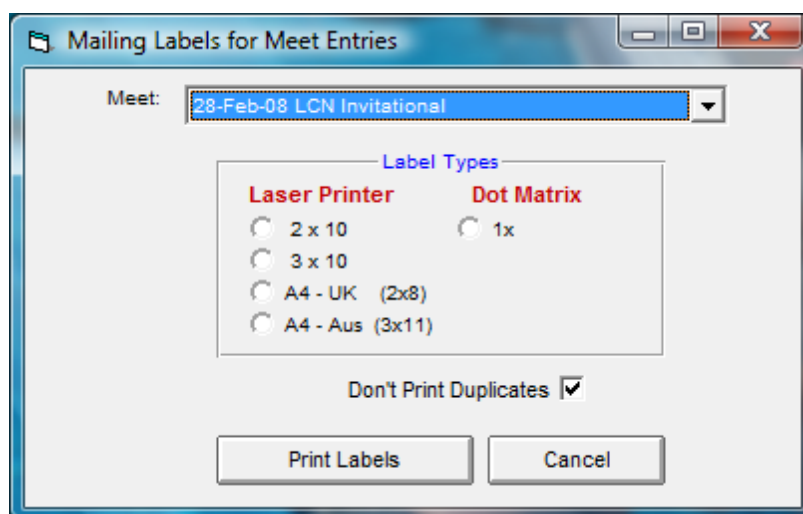 Mailing Labels for Meet Entries
Meet: 28-Feb-08 LCN Invitational
Label Types
Laser Printer Dot Matrix
2 x 10 1x
3 x 10
A4 - UK (2x8)
A4 - Aus (3x11)
Don't Print Duplicates
Print Labels Cancel